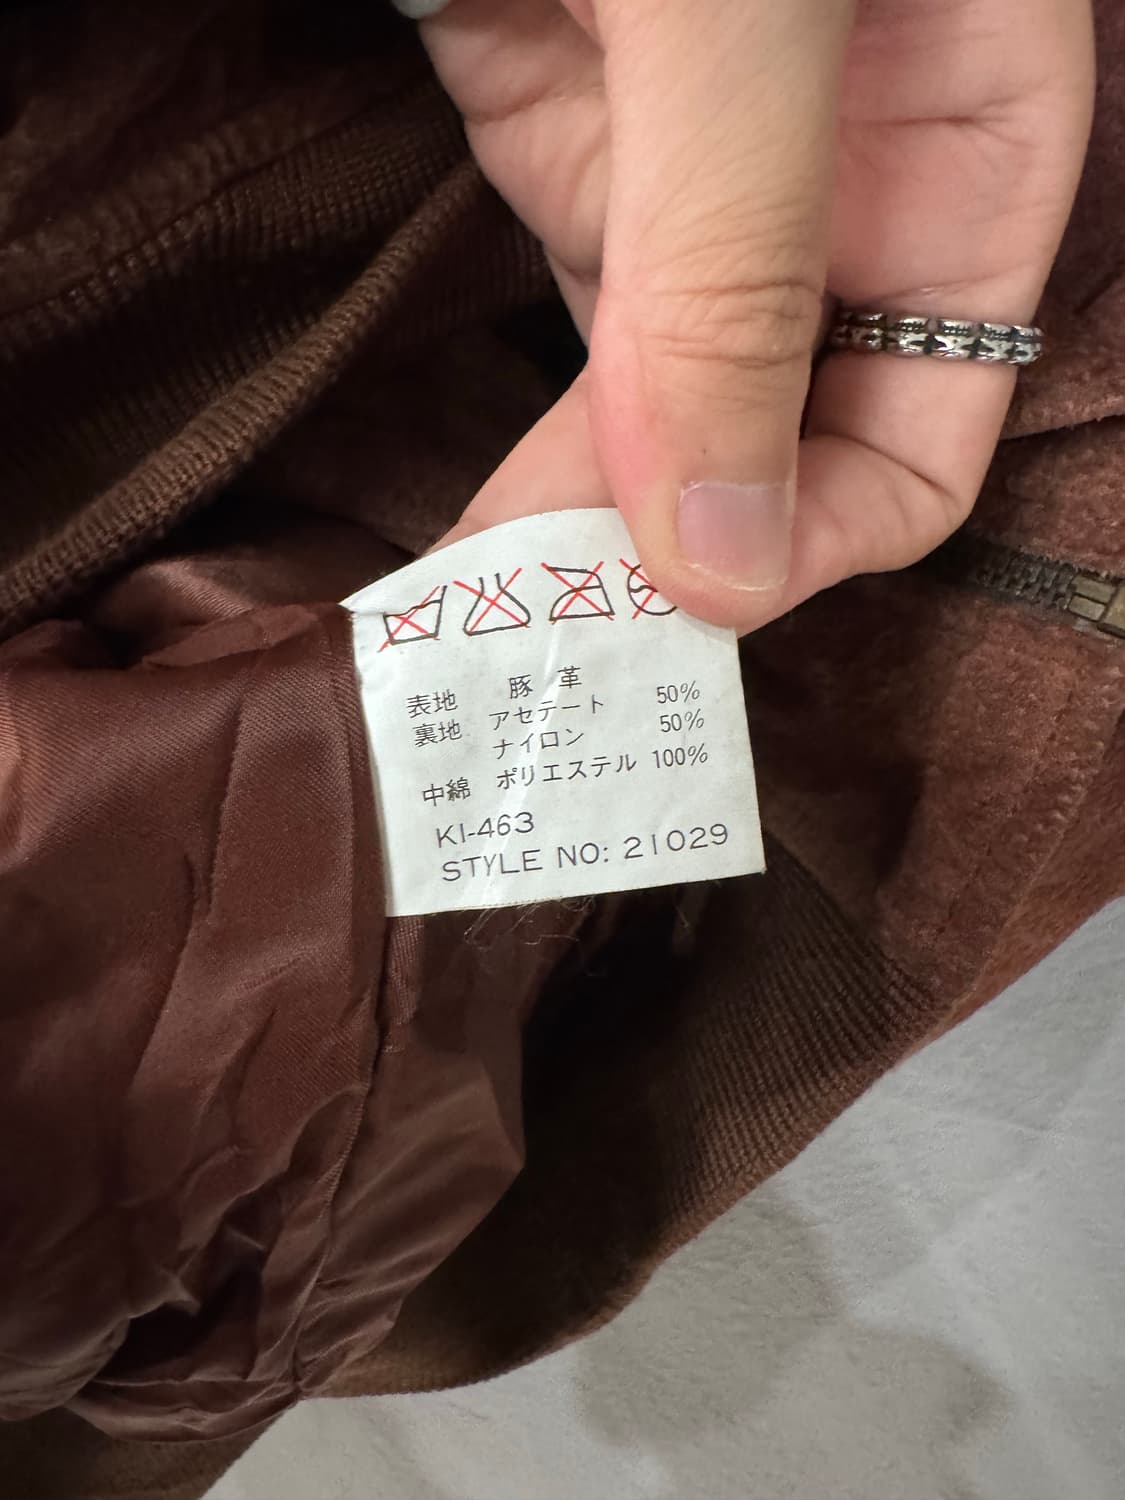 表地 豚革
裏地 アセテート 50%
ナイロン 50%
中綿 ポリエステル 100%
KI-463
STYLE NO: 21029